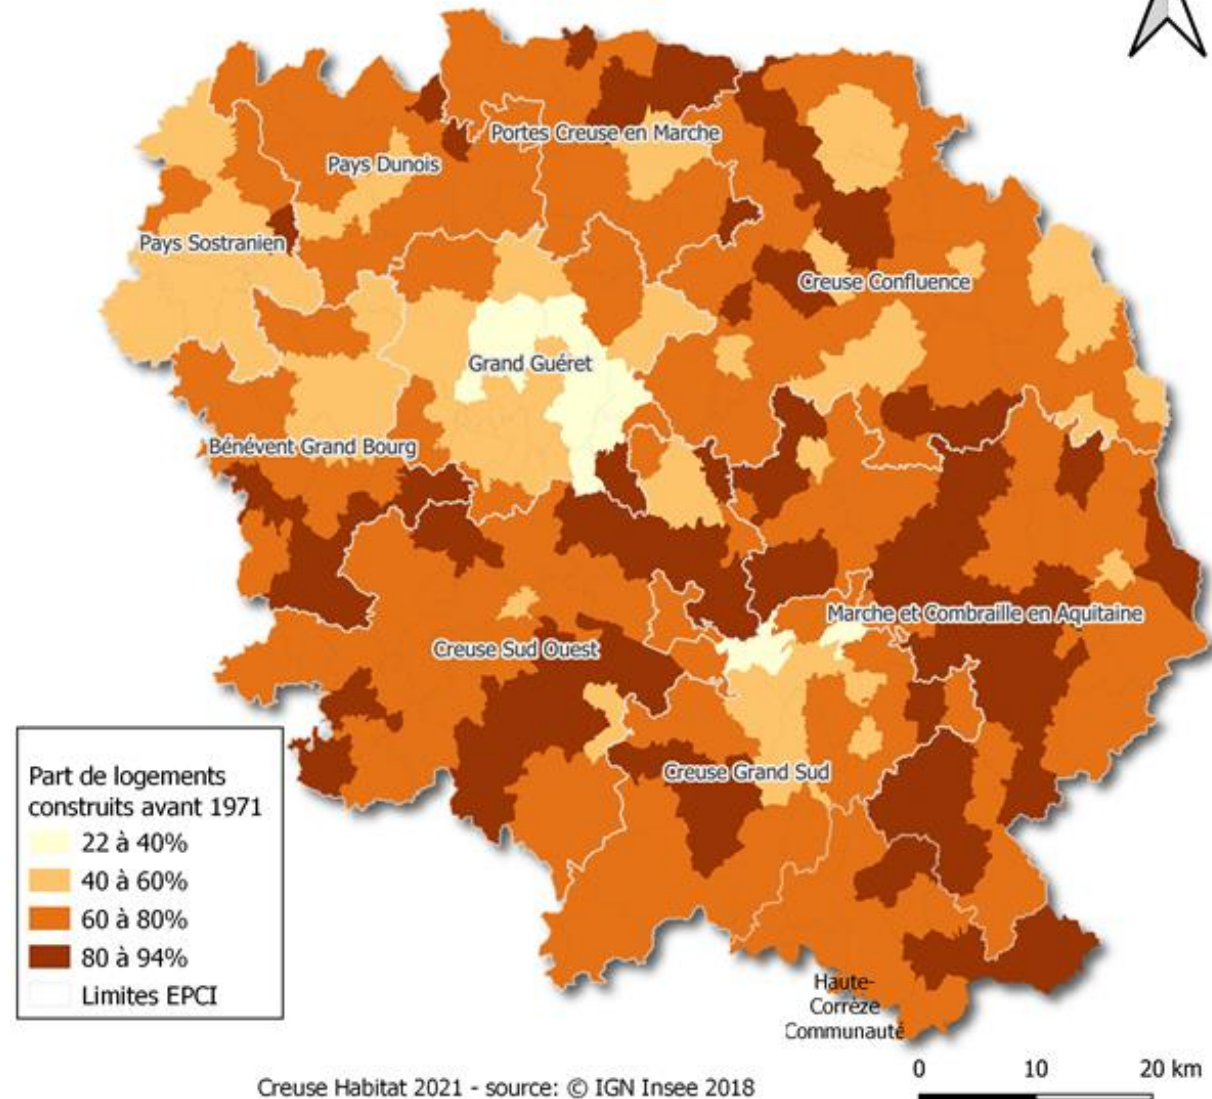 Portes Creuse en Marche
Pays Dunois
Pays Sostranien
Creuse Confluence
Grand Guéret
Bénévent Grand Bourg
Marche et Combraille en Aquitaine
Creuse Sud Ouest
Creuse Grand Sud
Part de logements
construits avant 1971
22 à 40%
40 à 60%
60 à 80%
80 à 94%
Limites EPCI
Haute-
Corrèze
Communauté
0 10 20 km
Creuse Habitat 2021 - source: © IGN Insee 2018